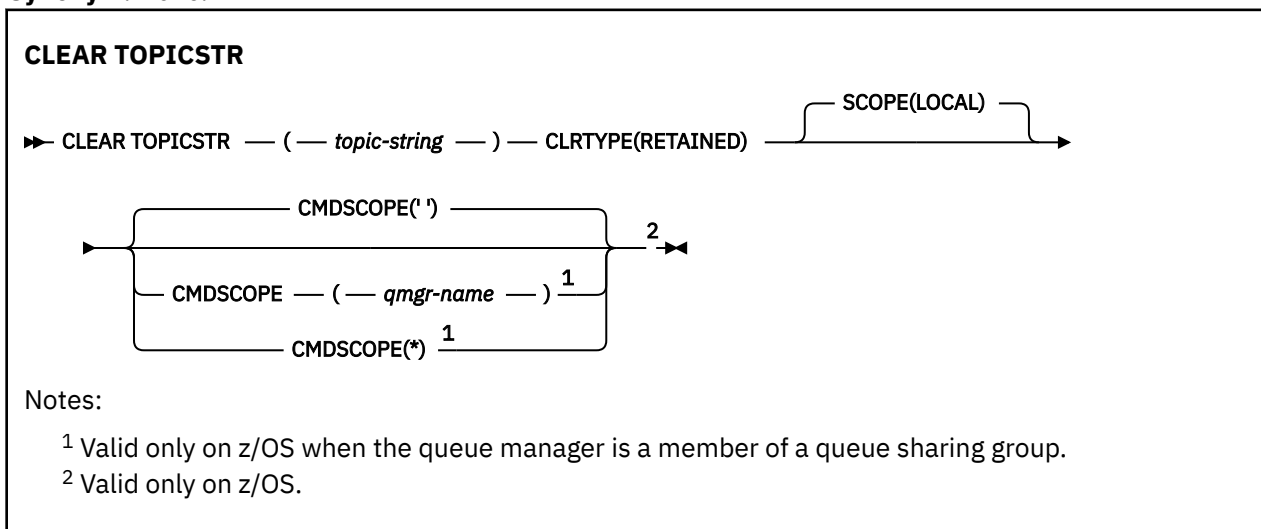 CLEAR TOPICSTR
SCOPE(LOCAL)
CLEAR TOPICSTR ( topic-string ) CLRTYPE(RETAINED)
CMDSCOPE(' ')
2
CMDSCOPE ( qmgr-name ) 1
CMDSCOPE(*) 1
Notes:
1 Valid only on z/OS when the queue manager is a member of a queue sharing group.
2 Valid only on z/OS.